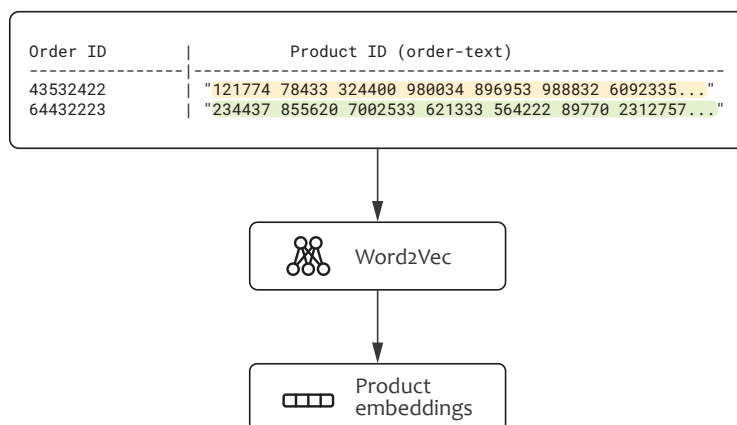 Order ID | Product ID (order-text)
----------------|------------------------------------------------------
43532422 | "121774 78433 324400 980034 896953 988832 6092335..."
64432223 | "234437 855620 7002533 621333 564222 89770 2312757..."
Word2Vec
Product
embeddings